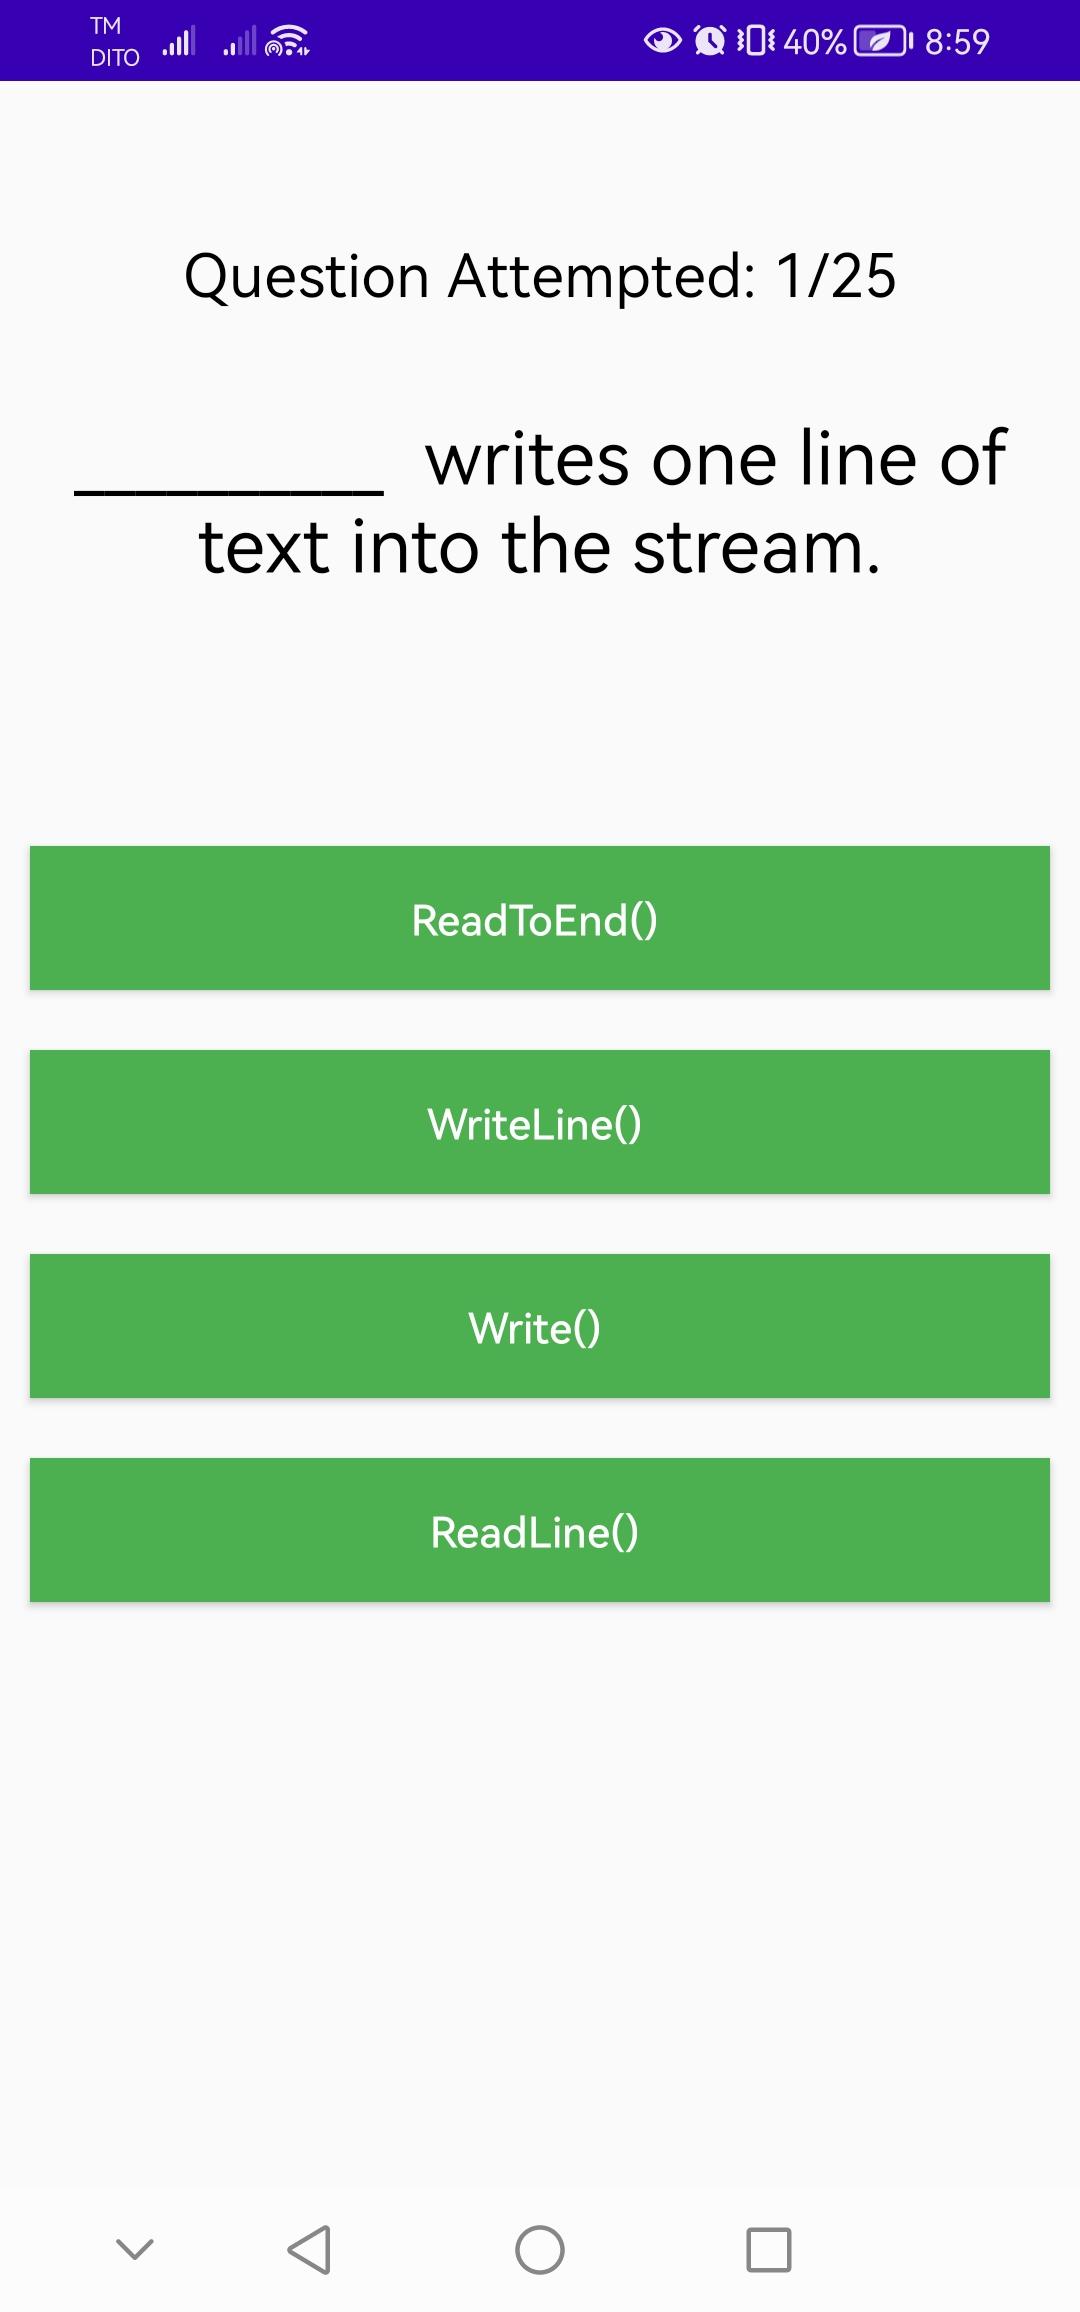 TM
DITO
40% 8:59
Question Attempted: 1/25
__________ writes one line of
text into the stream.
ReadToEnd()
WriteLine()
Write()
ReadLine()